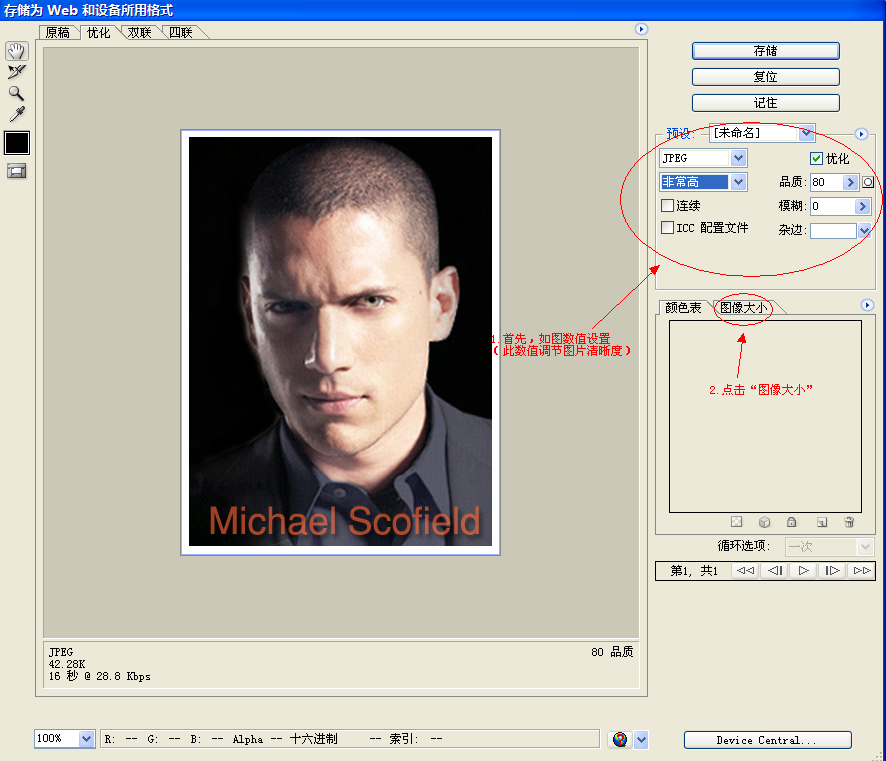 存储为 Web 和设备所用格式
原稿 优化 双联 四联
存储
复位
记住
预设: [未命名]
JPEG 优化
非常高 品质: 80
连续 模糊: 0
ICC 配置文件 杂边:
1.首先，如图数值设置
（此数值调节图片清晰度）
颜色表 图像大小
2.点击“图像大小”
Michael Scofield
循环选项: 一次
第1, 共1
JPEG 80 品质
42.28K
16 秒 @ 28.8 Kbps
100% R: -- G: -- B: -- Alpha -- 十六进制 -- 索引: --
Device Central...